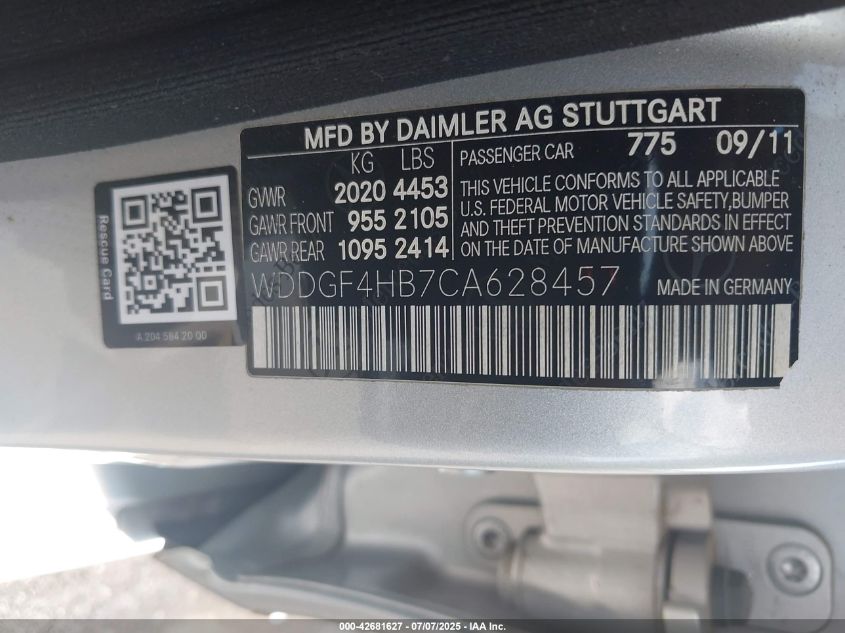 MFD BY DAIMLER AG STUTTGART
KG LBS
GVWR 2020 4453
GAWR FRONT 955 2105
GAWR REAR 1095 2414
PASSENGER CAR 775 09/11
THIS VEHICLE CONFORMS TO ALL APPLICABLE
U.S. FEDERAL MOTOR VEHICLE SAFETY,BUMPER
AND THEFT PREVENTION STANDARDS IN EFFECT
ON THE DATE OF MANUFACTURE SHOWN ABOVE
WDDGF4HB7CA628457 MADE IN GERMANY
Rescue Card
A 204 584 20 00
000-42681627 - 07/07/2025 - IAA Inc.